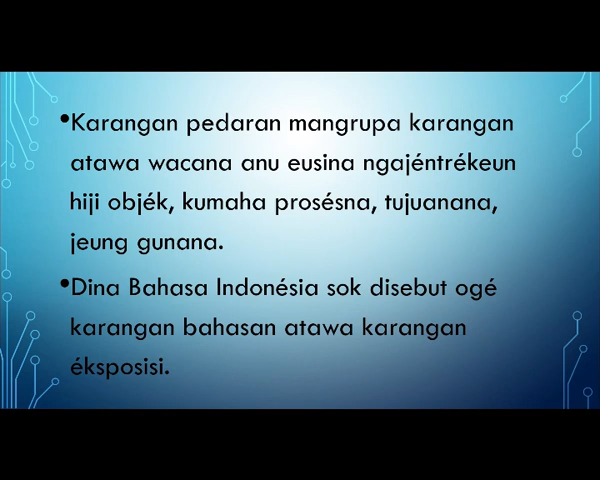 •Karangan pedaran mangrupa karangan
atawa wacana anu eusina ngajéntrékeun
hiji objék, kumaha prosésna, tujuanana,
jeung gunana.
•Dina Bahasa Indonésia sok disebut ogé
karangan bahasan atawa karangan
éksposisi.